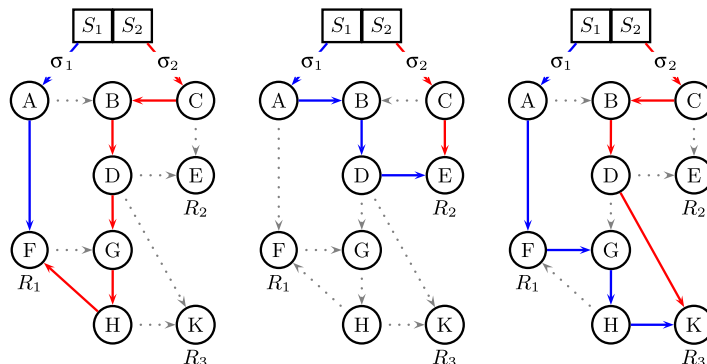 S1 S2 S1 S2 S1 S2
σ1 σ2 σ1 σ2 σ1 σ2
A B C A B C A B C
D E D E D E
R2 R2 R2
F G F G F G
R1 R1 R1
H K H K H K
R3 R3 R3